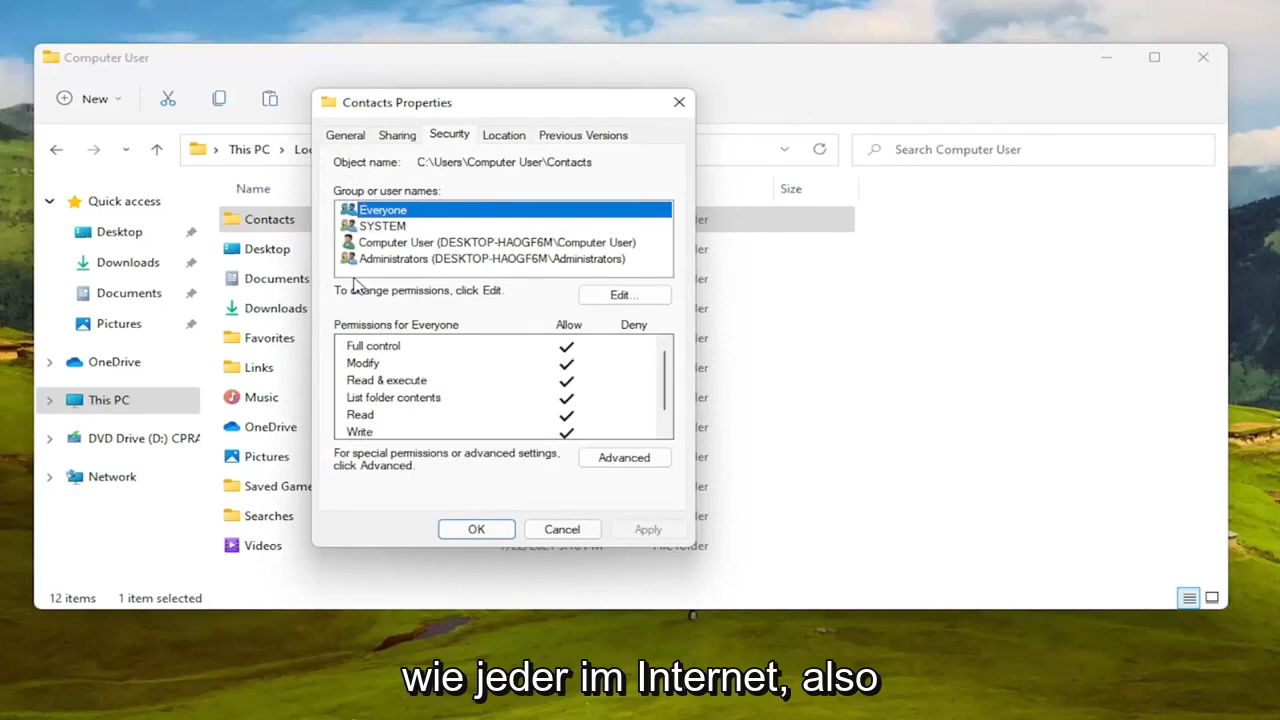 Computer User
New
Contacts Properties
General Sharing Security Location Previous Versions
This PC
Search Computer User
Object name: C:\Users\Computer User\Contacts
Group or user names:
Everyone
SYSTEM
Computer User (DESKTOP-HAOGF6M\Computer User)
Administrators (DESKTOP-HAOGF6M\Administrators)
To change permissions, click Edit.
Edit...
Permissions for Everyone Allow Deny
Full control
Modify
Read & execute
List folder contents
Read
Write
For special permissions or advanced settings,
click Advanced.
Advanced
OK Cancel Apply
Quick access
Desktop
Downloads
Documents
Pictures
OneDrive
This PC
DVD Drive (D:) CPRA
Network
Name Size
Contacts
Desktop
Documents
Downloads
Favorites
Links
Music
OneDrive
Pictures
Saved Game
Searches
Videos
12 items 1 item selected
wie jeder im Internet, also